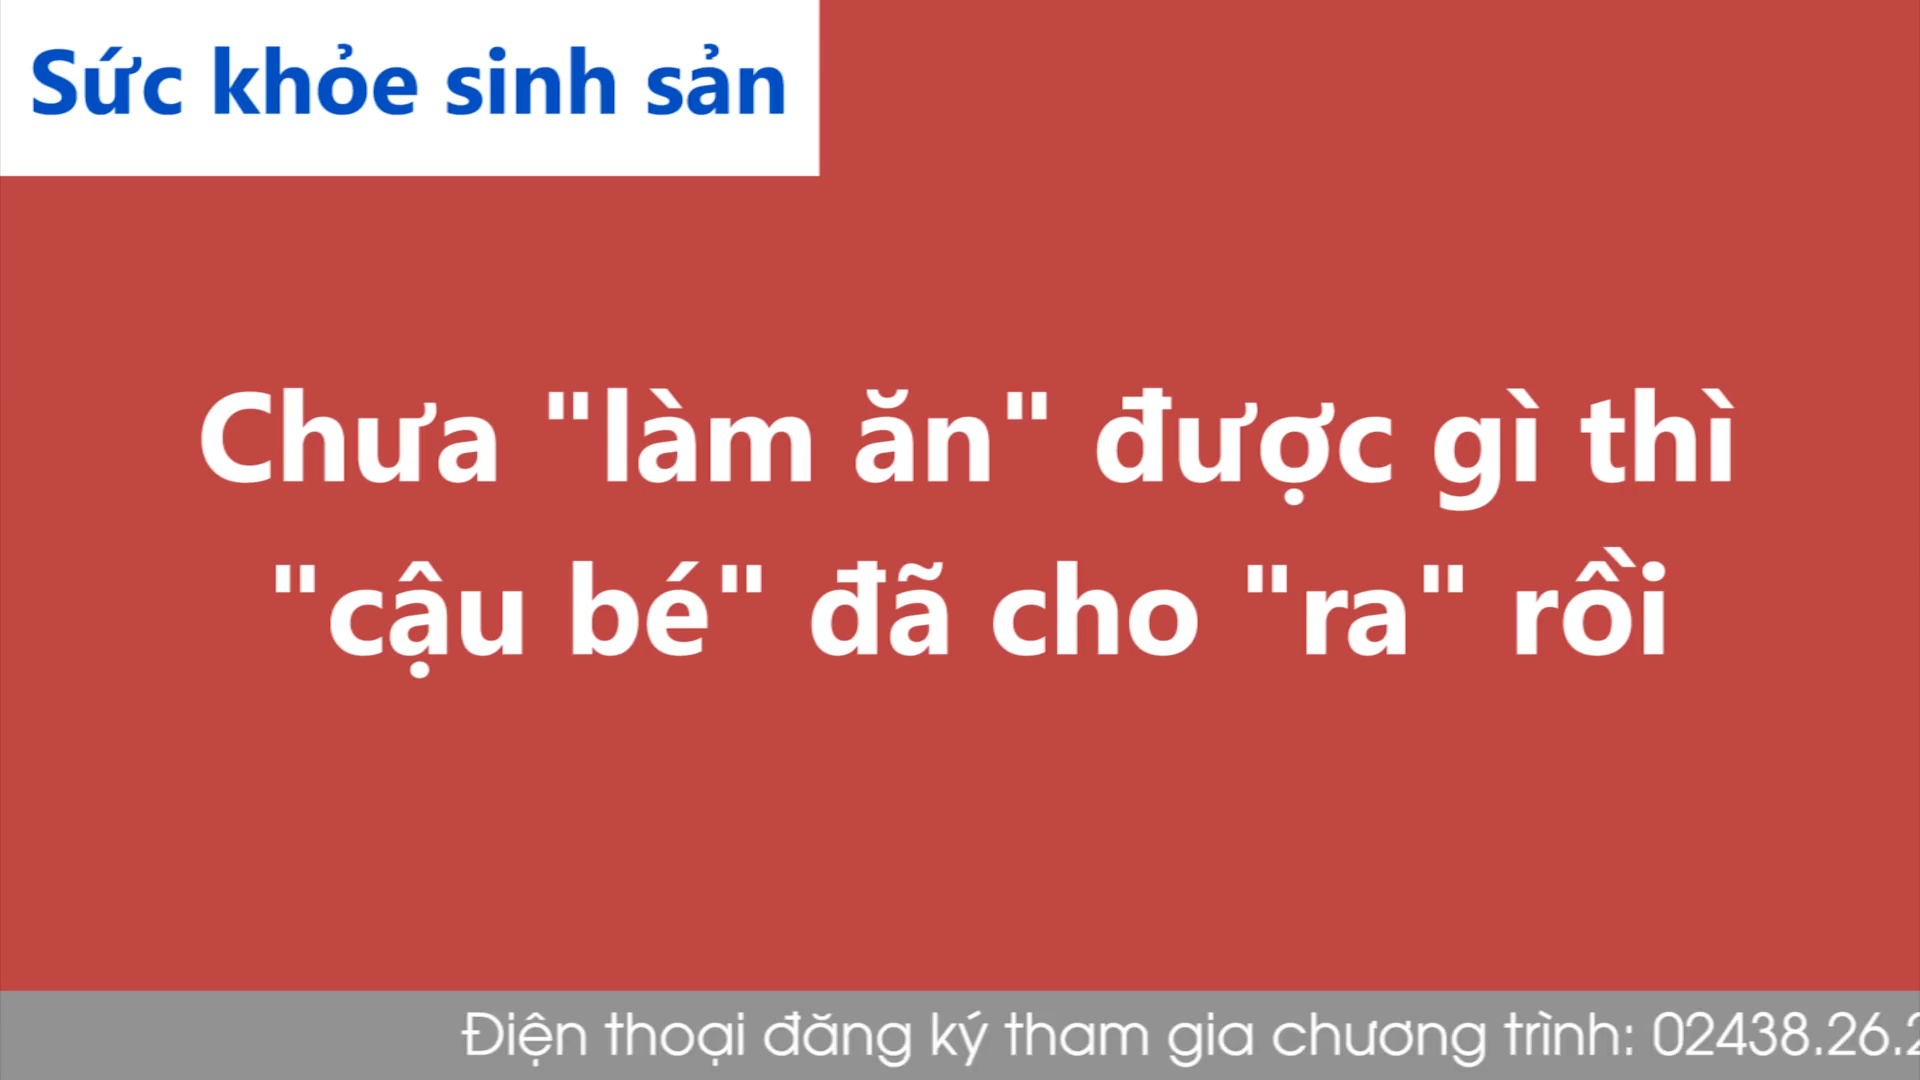 Sức khỏe sinh sản
Chưa "làm ăn" được gì thì
"cậu bé" đã cho "ra" rồi
Điện thoại đăng ký tham gia chương trình: 02438.26.2